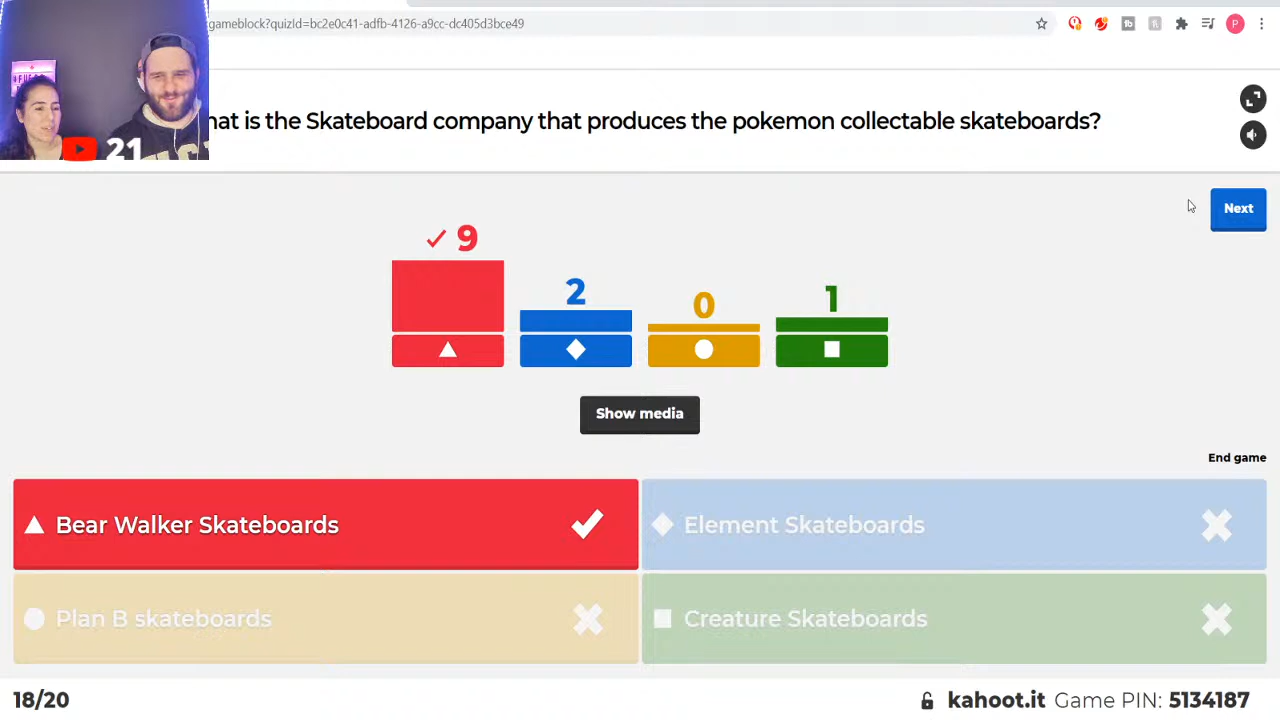 gameblock?quizId=bc2e0c41-adfb-4126-a9cc-dc405d3bce49
hat is the Skateboard company that produces the pokemon collectable skateboards?
21
Next
9
2
0
1
Show media
End game
Bear Walker Skateboards
Element Skateboards
Plan B skateboards
Creature Skateboards
18/20
kahoot.it Game PIN: 5134187